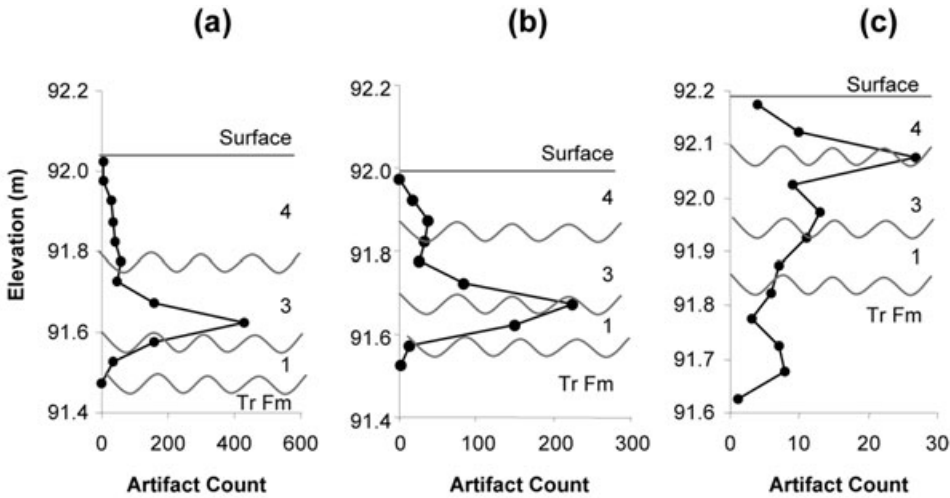 (a)
Elevation (m)
92.2
92.0
91.8
91.6
91.4
Surface
4
3
1
Tr Fm
0 200 400 600
Artifact Count
(b)
92.2
92.0
91.8
91.6
91.4
Surface
4
3
1
Tr Fm
0 100 200 300
Artifact Count
(c)
92.2
92.1
92.0
91.9
91.8
91.7
91.6
Surface
4
3
1
Tr Fm
0 10 20 30
Artifact Count